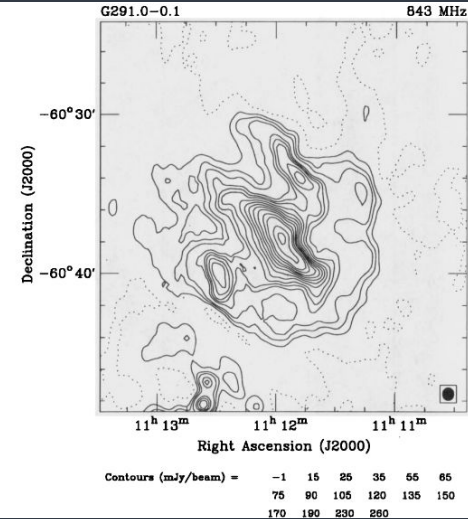 G291.0-0.1 843 MHz
-60°30'
Declination (J2000)
-60°40'
11ʰ 13ᵐ 11ʰ 12ᵐ 11ʰ 11ᵐ
Right Ascension (J2000)
Contours (mJy/beam) = -1 15 25 35 55 65
75 90 105 120 135 150
170 190 230 260